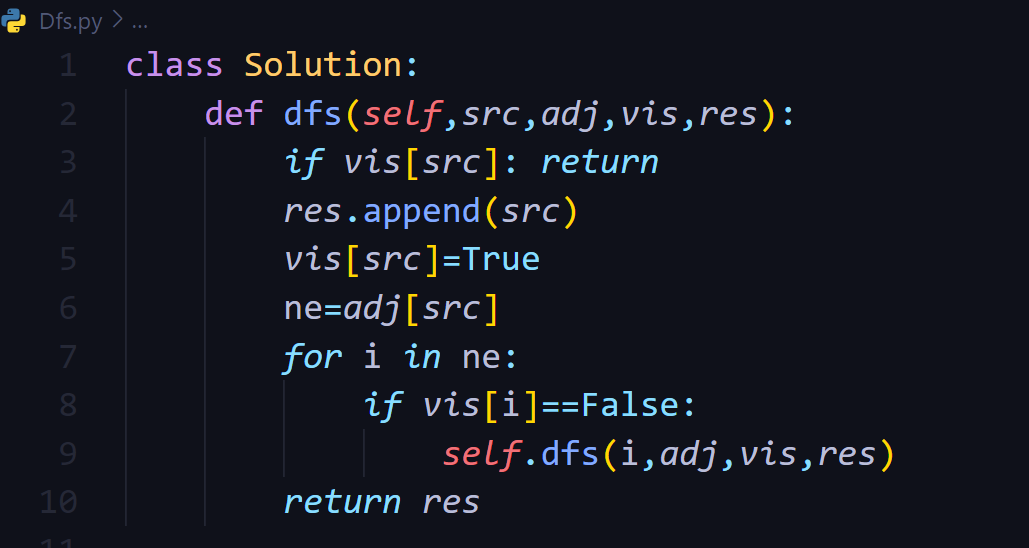 Dfs.py > ...
1 class Solution:
2     def dfs(self,src,adj,vis,res):
3         if vis[src]: return
4         res.append(src)
5         vis[src]=True
6         ne=adj[src]
7         for i in ne:
8             if vis[i]==False:
9                 self.dfs(i,adj,vis,res)
10         return res
11